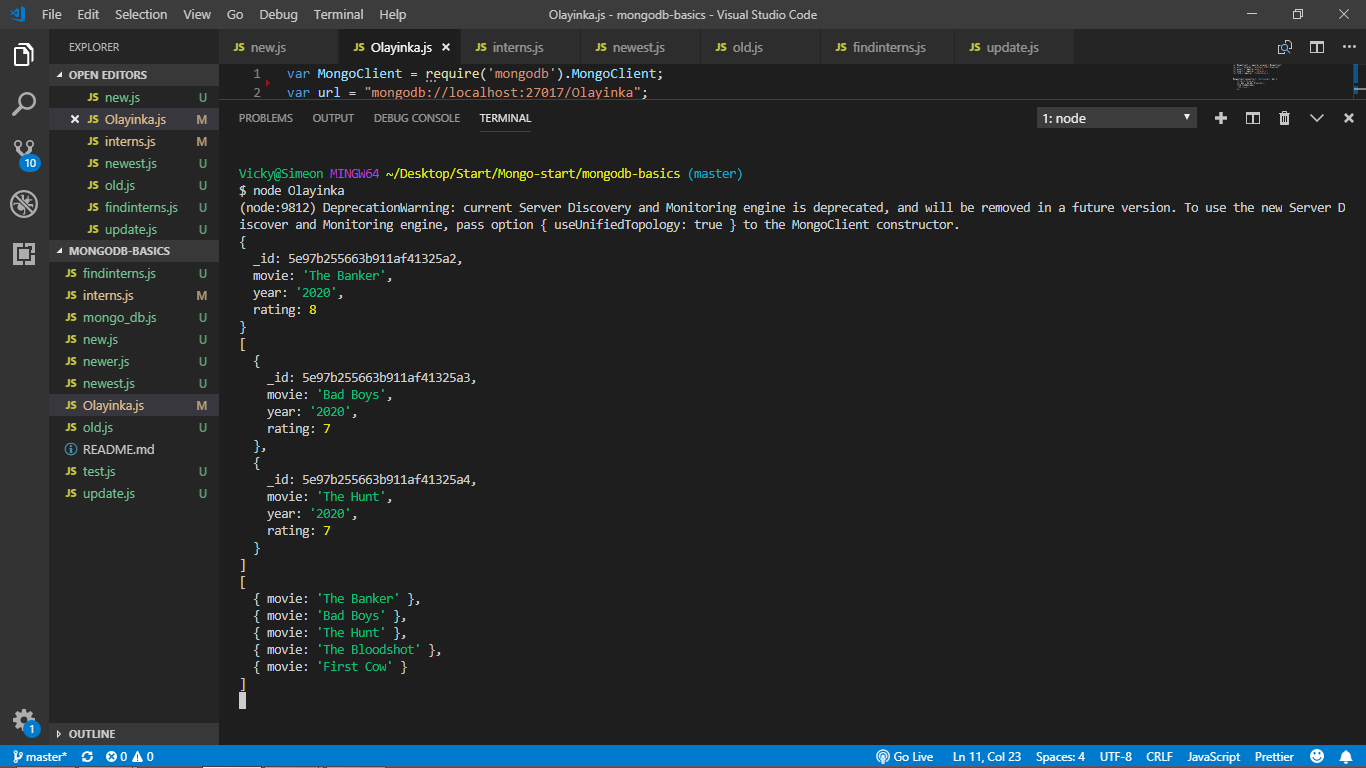 File Edit Selection View Go Debug Terminal Help Olayinka.js - mongodb-basics - Visual Studio Code
EXPLORER
OPEN EDITORS
JS new.js U
JS Olayinka.js M
JS interns.js M
JS newest.js U
JS old.js U
JS findinterns.js U
JS update.js U
MONGODB-BASICS
JS findinterns.js U
JS interns.js M
JS mongo_db.js U
JS new.js U
JS newer.js U
JS newest.js U
JS Olayinka.js M
JS old.js U
README.md
JS test.js U
JS update.js U
OUTLINE
10
1
JS new.js JS Olayinka.js JS interns.js JS newest.js JS old.js JS findinterns.js JS update.js
1 var MongoClient = require('mongodb').MongoClient;
2 var url = "mongodb://localhost:27017/Olayinka";
PROBLEMS OUTPUT DEBUG CONSOLE TERMINAL 1: node
Vicky@Simeon MINGW64 ~/Desktop/Start/Mongo-start/mongodb-basics (master)
$ node Olayinka
(node:9812) DeprecationWarning: current Server Discovery and Monitoring engine is deprecated, and will be removed in a future version. To use the new Server D
iscover and Monitoring engine, pass option { useUnifiedTopology: true } to the MongoClient constructor.
{
_id: 5e97b255663b911af41325a2,
movie: 'The Banker',
year: '2020',
rating: 8
}
[
{
_id: 5e97b255663b911af41325a3,
movie: 'Bad Boys',
year: '2020',
rating: 7
},
{
_id: 5e97b255663b911af41325a4,
movie: 'The Hunt',
year: '2020',
rating: 7
}
]
[
{ movie: 'The Banker' },
{ movie: 'Bad Boys' },
{ movie: 'The Hunt' },
{ movie: 'The Bloodshot' },
{ movie: 'First Cow' }
]
master* 0 0 Go Live Ln 11, Col 23 Spaces: 4 UTF-8 CRLF JavaScript Prettier